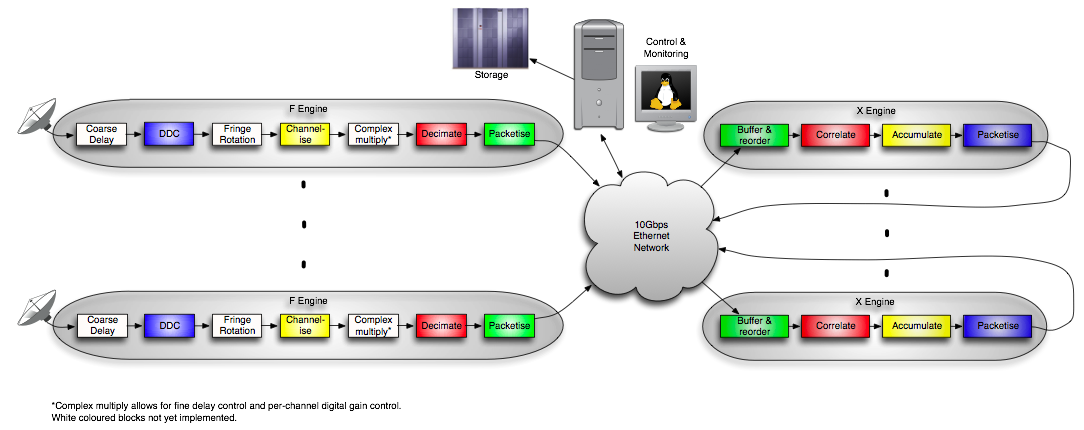 Control &
Monitoring
Storage
F Engine
Coarse
Delay
DDC
Fringe
Rotation
Channel-
ise
Complex
multiply*
Decimate
Packetise
X Engine
Buffer &
reorder
Correlate
Accumulate
Packetise
10Gbps
Ethernet
Network
F Engine
Coarse
Delay
DDC
Fringe
Rotation
Channel-
ise
Complex
multiply*
Decimate
Packetise
X Engine
Buffer &
reorder
Correlate
Accumulate
Packetise
*Complex multiply allows for fine delay control and per-channel digital gain control.
White coloured blocks not yet implemented.